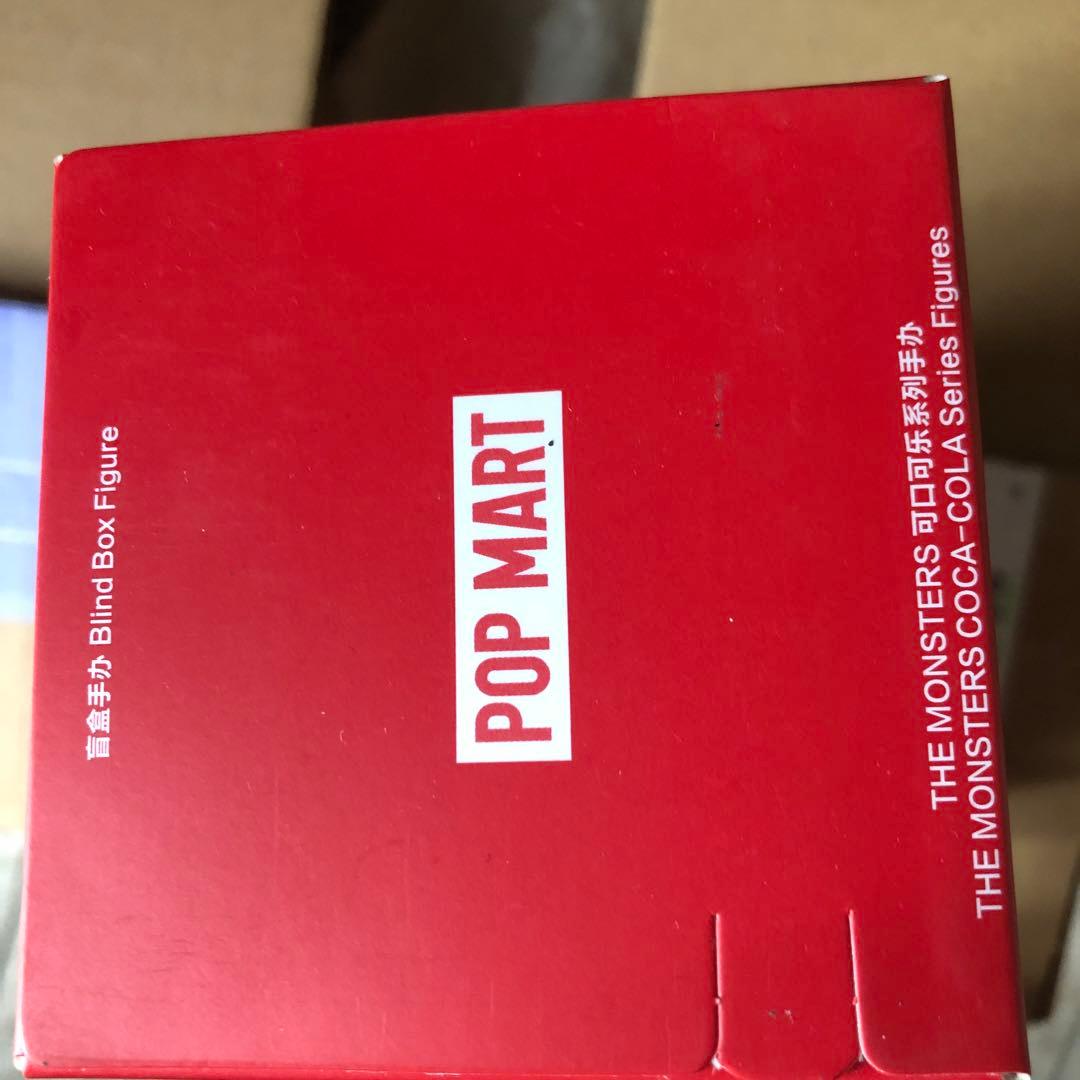 盲盒手办 Blind Box Figure
POP MART
THE MONSTERS 可口可乐系列手办
THE MONSTERS COCA-COLA Series Figures